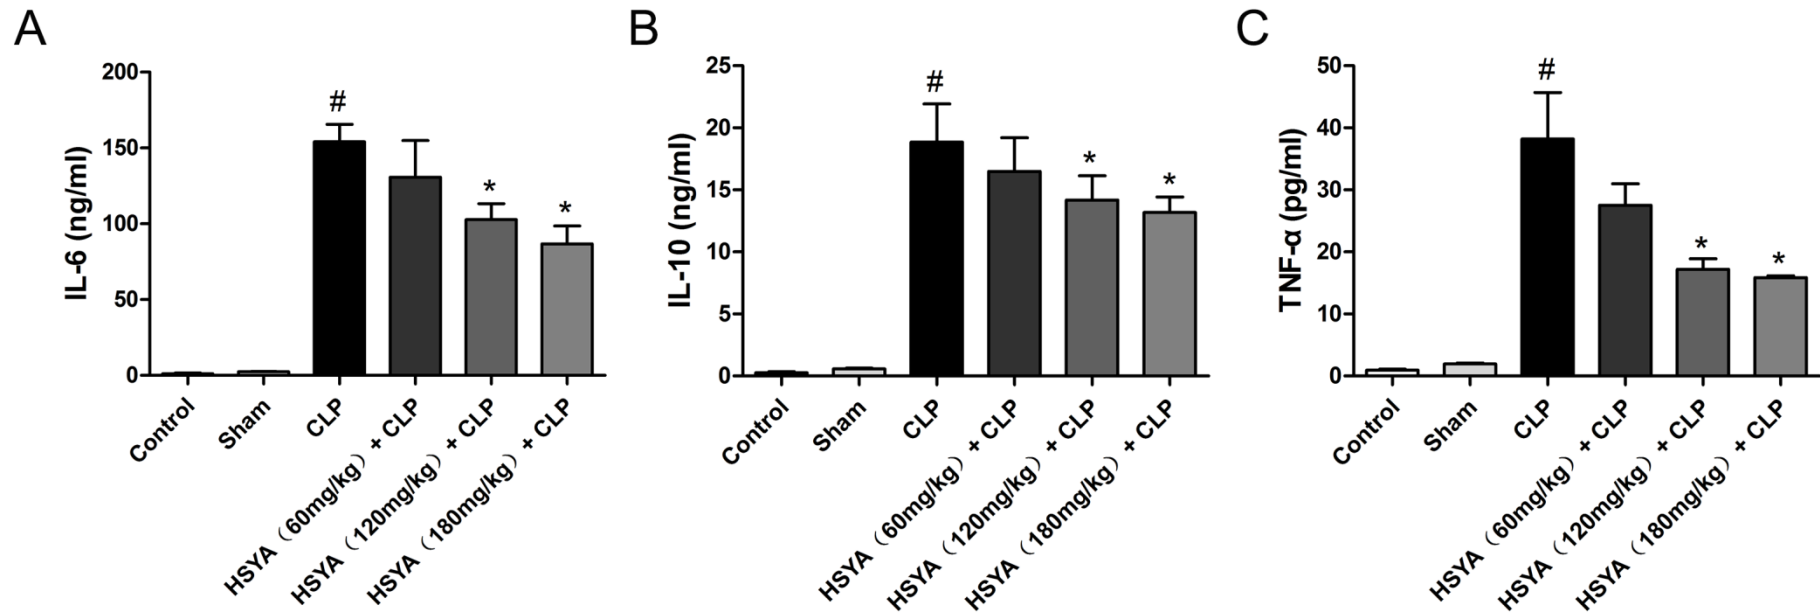 A
IL-6 (ng/ml)
200
150
100
50
0
#
*
*
Control
Sham
CLP
HSYA（60mg/kg）+ CLP
HSYA（120mg/kg）+ CLP
HSYA（180mg/kg）+ CLP
B
IL-10 (ng/ml)
25
20
15
10
5
0
#
*
*
Control
Sham
CLP
HSYA（60mg/kg）+ CLP
HSYA（120mg/kg）+ CLP
HSYA（180mg/kg）+ CLP
C
TNF-α (pg/ml)
50
40
30
20
10
0
#
*
*
Control
Sham
CLP
HSYA（60mg/kg）+ CLP
HSYA（120mg/kg）+ CLP
HSYA（180mg/kg）+ CLP